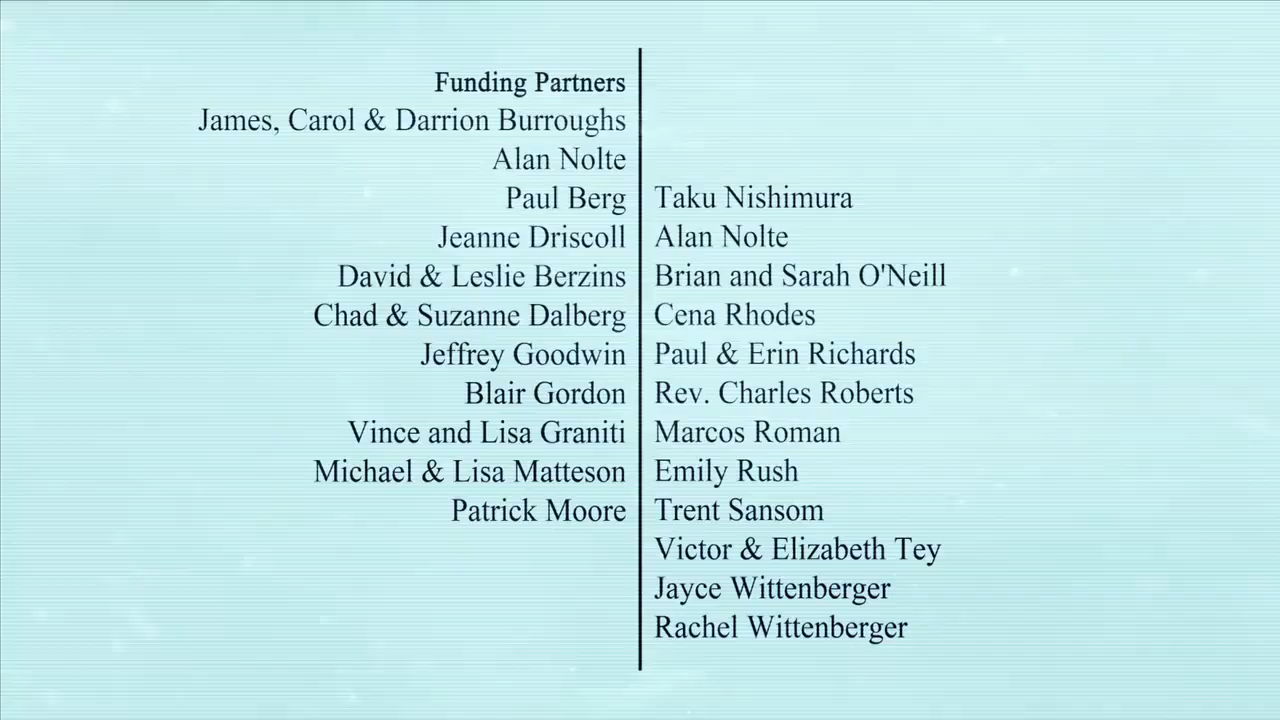 Funding Partners
James, Carol & Darrion Burroughs
Alan Nolte
Paul Berg
Jeanne Driscoll
David & Leslie Berzins
Chad & Suzanne Dalberg
Jeffrey Goodwin
Blair Gordon
Vince and Lisa Graniti
Michael & Lisa Matteson
Patrick Moore
Taku Nishimura
Alan Nolte
Brian and Sarah O'Neill
Cena Rhodes
Paul & Erin Richards
Rev. Charles Roberts
Marcos Roman
Emily Rush
Trent Sansom
Victor & Elizabeth Tey
Jayce Wittenberger
Rachel Wittenberger